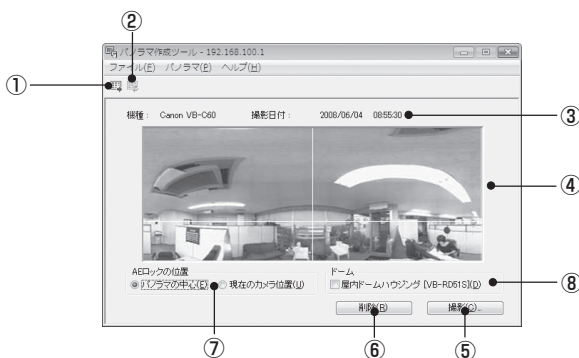 ②
①
パノラマ作成ツール - 192.168.100.1
ファイル(F) パノラマ(P) ヘルプ(H)
機種: Canon VB-C60 撮影日付: 2008/06/04 08:55:30
③
④
AEロックの位置
パノラマの中心(E) 現在のカメラ位置(U)
ドーム
屋内ドームハウジング [VB-RD51S](D)
⑧
削除(R) 撮影(C)...
⑦
⑥
⑤